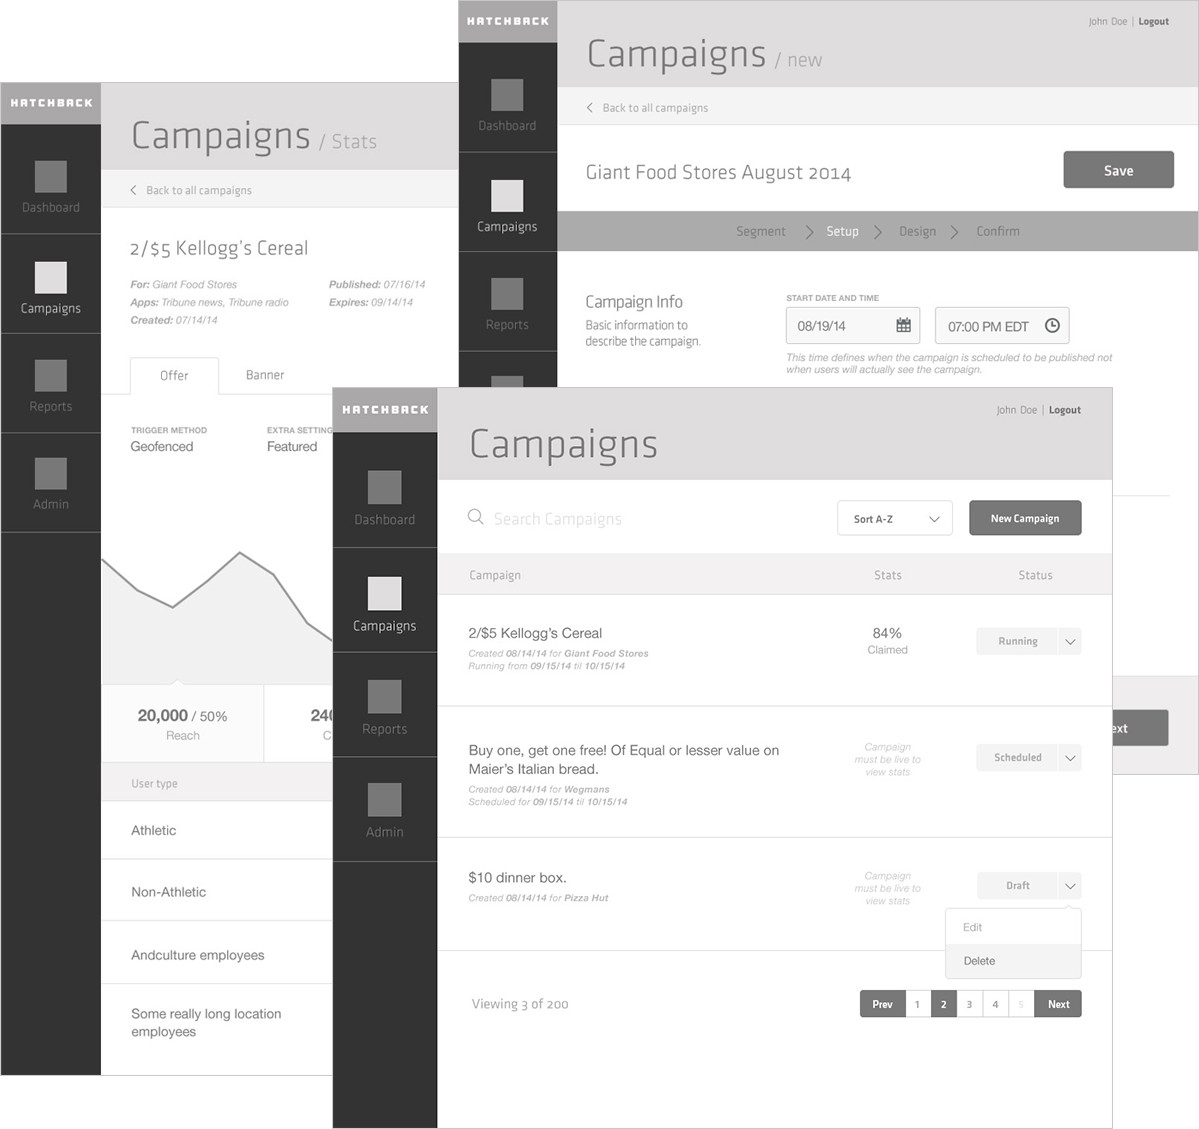 HATCHBACK
Dashboard
Campaigns
Reports
Admin
Campaigns / Stats
Back to all campaigns
2/$5 Kellogg's Cereal
For: Giant Food Stores
Published: 07/16/14
Apps: Tribune news, Tribune radio
Expires: 09/14/14
Created: 07/14/14
Offer
Banner
TRIGGER METHOD
EXTRA SETTING
Geofenced
Featured
20,000 / 50%
Reach
240
C
User type
Athletic
Non-Athletic
Andculture employees
Some really long location
employees
HATCHBACK
Dashboard
Campaigns
Reports
John Doe | Logout
Campaigns / new
Back to all campaigns
Giant Food Stores August 2014
Save
Segment
Setup
Design
Confirm
Campaign Info
Basic information to
describe the campaign.
START DATE AND TIME
08/19/14
07:00 PM EDT
This time defines when the campaign is scheduled to be published not
when users will actually see the campaign.
ext
HATCHBACK
Dashboard
Campaigns
Reports
Admin
John Doe | Logout
Campaigns
Search Campaigns
Sort A-Z
New Campaign
Campaign
Stats
Status
2/$5 Kellogg's Cereal
Created 08/14/14 for Giant Food Stores
Running from 09/15/14 til 10/15/14
84%
Claimed
Running
Buy one, get one free! Of Equal or lesser value on
Maier's Italian bread.
Created 08/14/14 for Wegmans
Scheduled for 09/15/14 til 10/15/14
Campaign
must be live to
view stats
Scheduled
$10 dinner box.
Created 08/14/14 for Pizza Hut
Campaign
must be live to
view stats
Draft
Edit
Delete
Viewing 3 of 200
Prev 1 2 3 4 5 Next